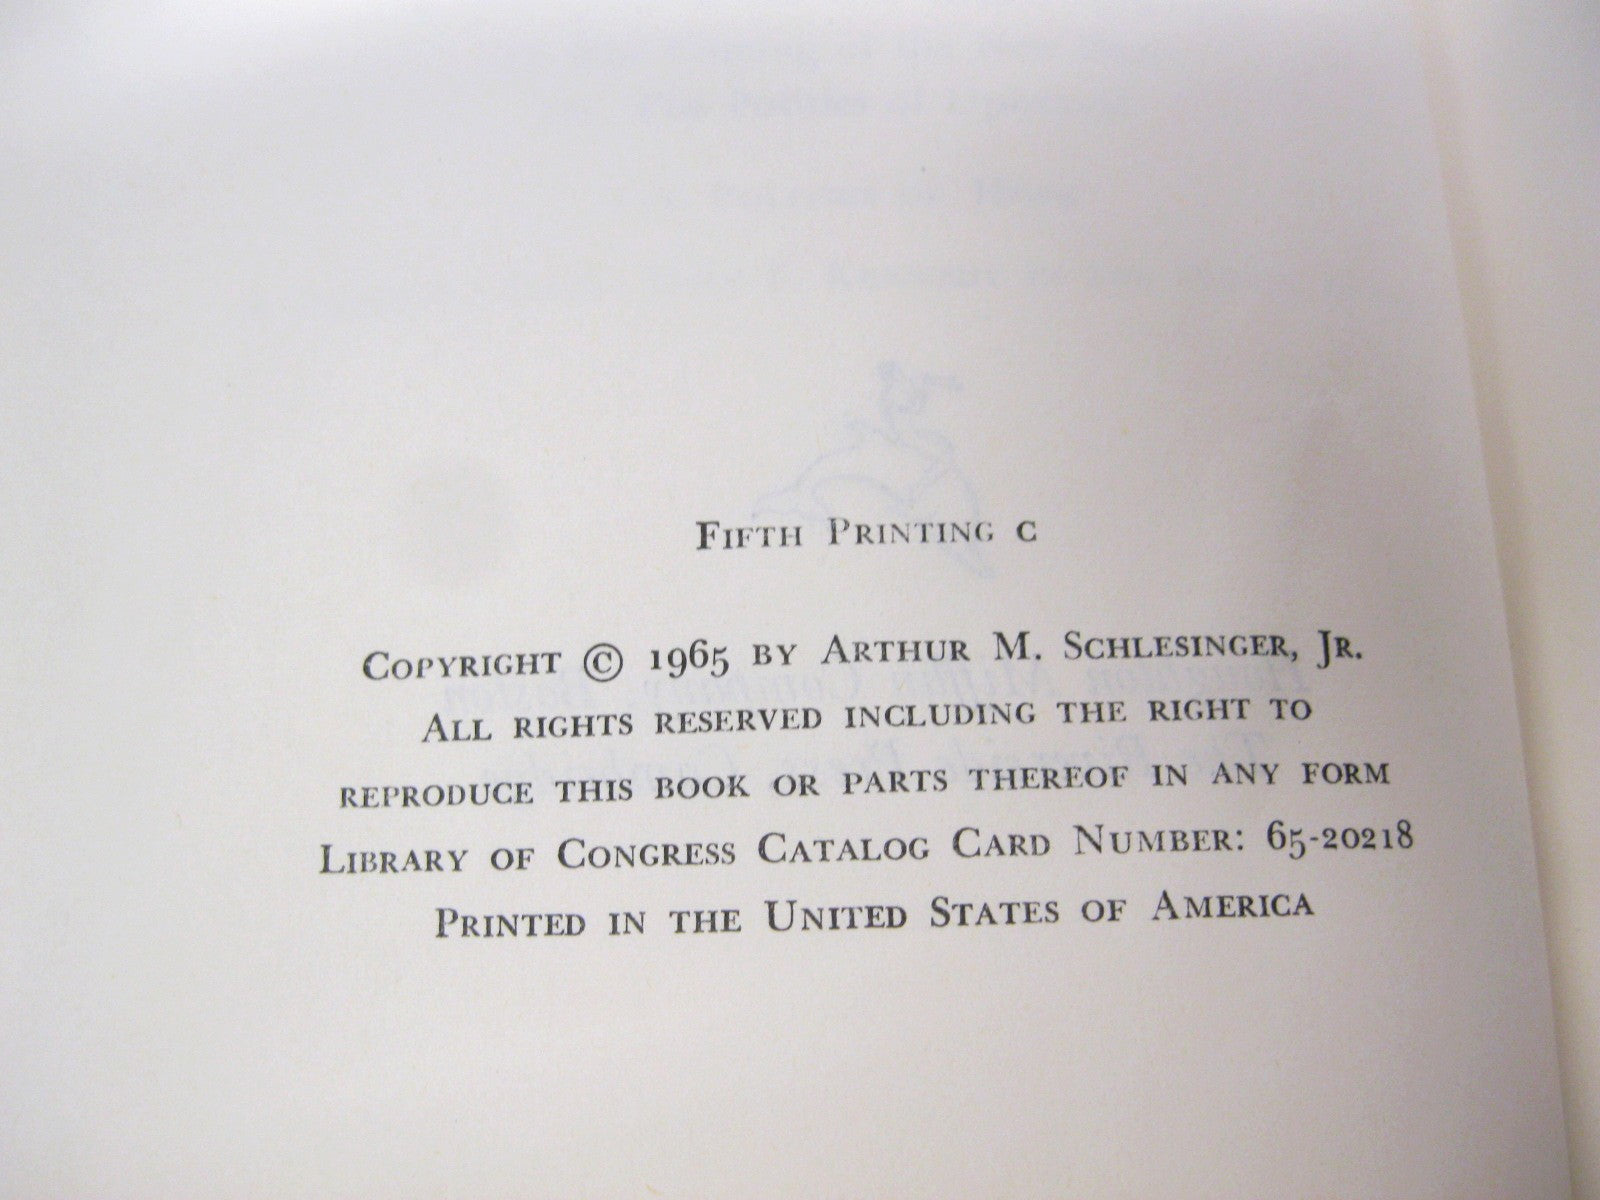 Fifth Printing c
Copyright © 1965 by Arthur M. Schlesinger, Jr.
All rights reserved including the right to
reproduce this book or parts thereof in any form
Library of Congress Catalog Card Number: 65-20218
Printed in the United States of America